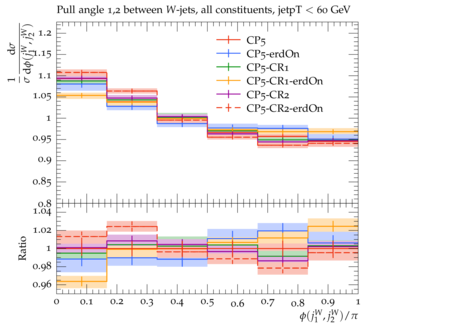 Pull angle 1,2 between W-jets, all constituents, jetpT < 60 GeV
1/σ dσ/dϕ(j₁ᵂ, j₂ᵂ)
1.2
1.15
1.1
1.05
1.0
0.95
0.9
0.85
0.8
CP5
CP5-erdOn
CP5-CR1
CP5-CR1-erdOn
CP5-CR2
CP5-CR2-erdOn
Ratio
1.04
1.02
1
0.98
0.96
0 0.1 0.2 0.3 0.4 0.5 0.6 0.7 0.8 0.9 1
ϕ(j₁ᵂ, j₂ᵂ)/π